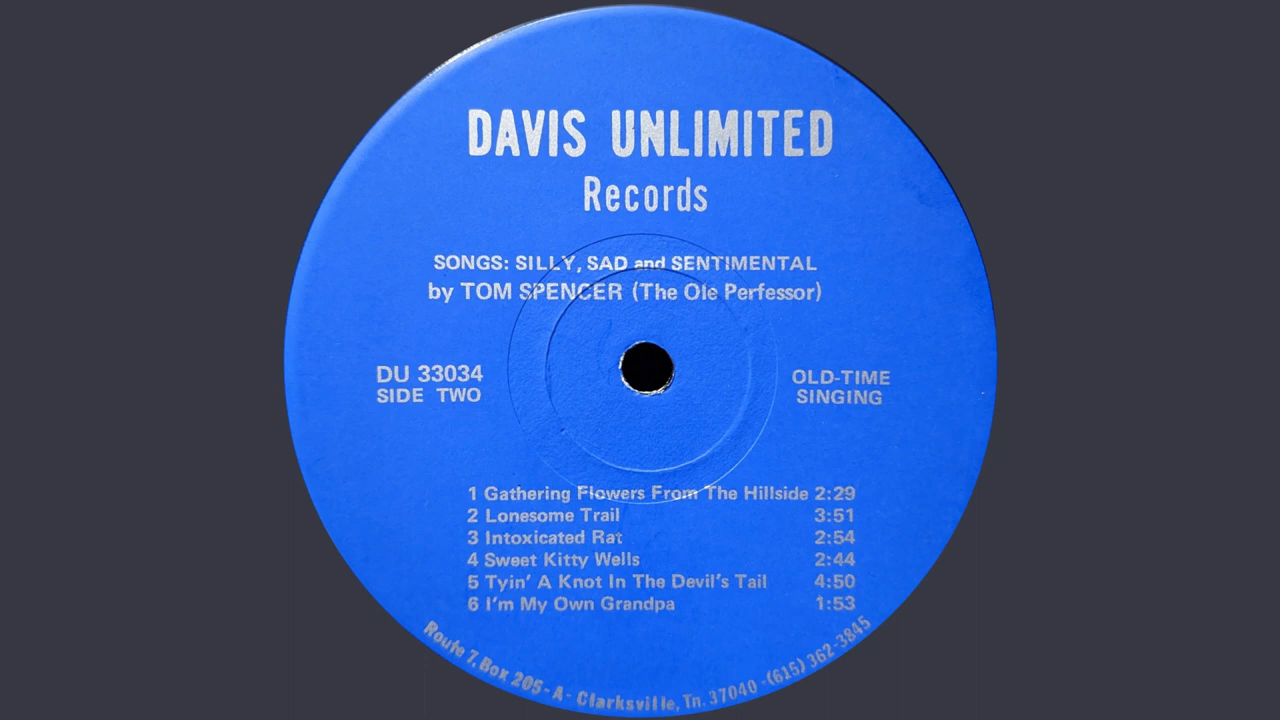 DAVIS UNLIMITED
Records
SONGS: SILLY, SAD and SENTIMENTAL
by TOM SPENCER (The Ole Perfessor)
DU 33034
SIDE TWO
OLD-TIME
SINGING
1 Gathering Flowers From The Hillside 2:29
2 Lonesome Trail 3:51
3 Intoxicated Rat 2:54
4 Sweet Kitty Wells 2:44
5 Tyin' A Knot In The Devil's Tail 4:50
6 I'm My Own Grandpa 1:53
Route 7, Box 205-A - Clarksville, Tn. 37040 - (615) 362-3845